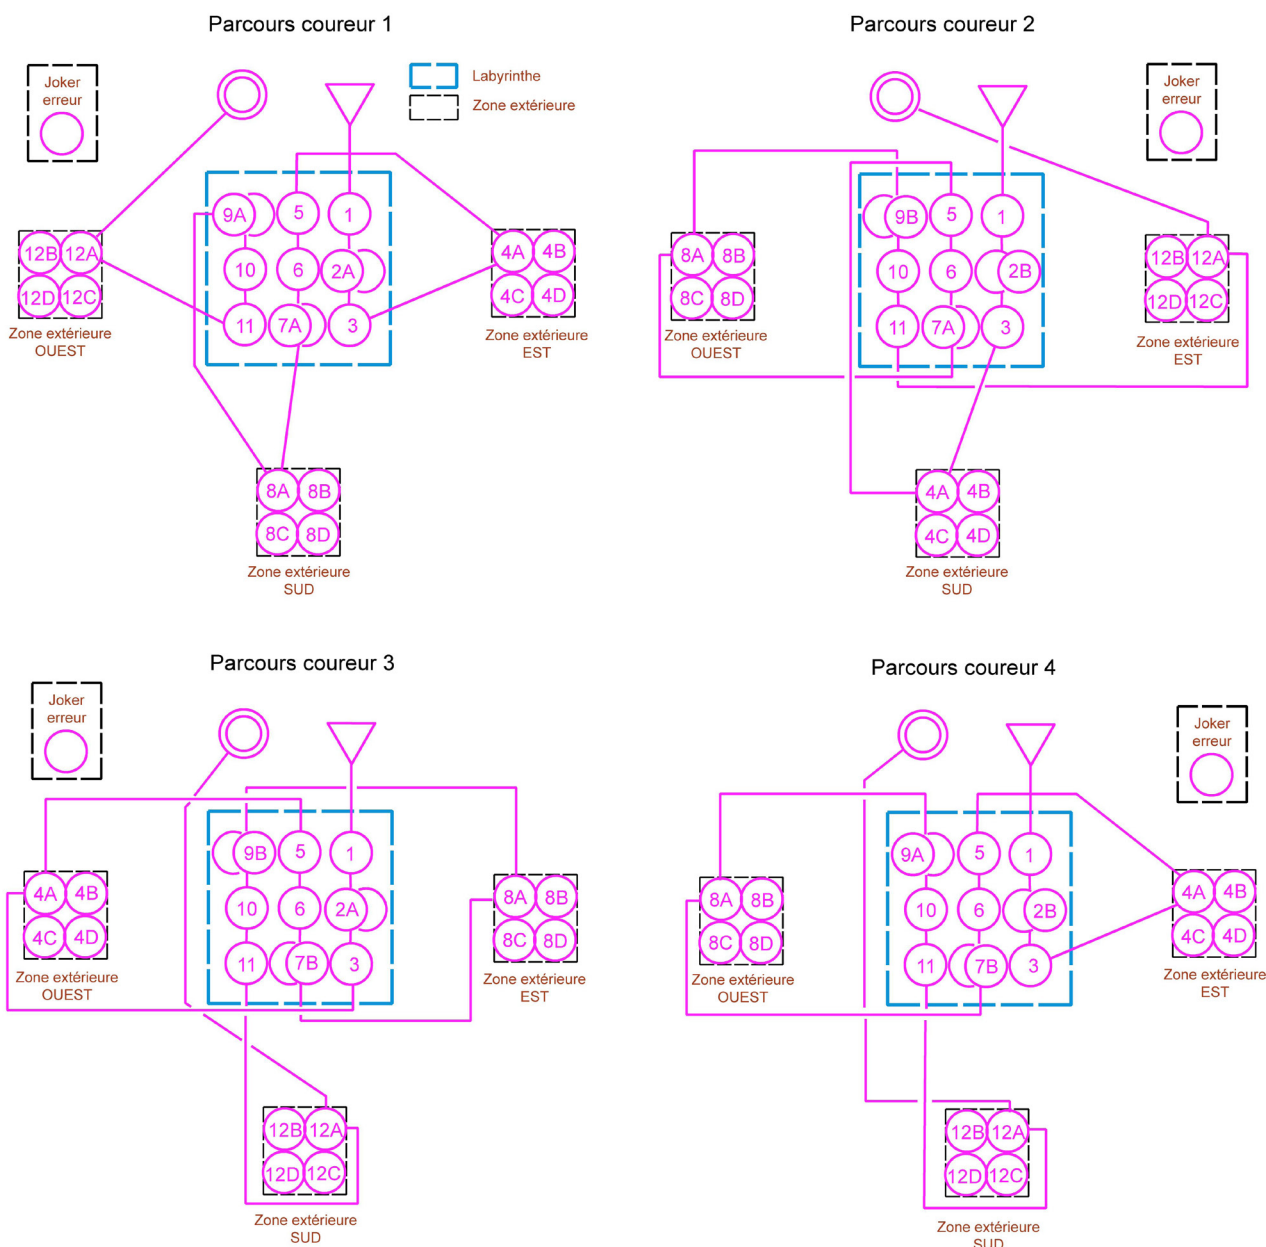 Parcours coureur 1
Joker
erreur
Labyrinthe
Zone extérieure
9A
5
1
12B
12A
4A
4B
10
6
2A
12D
12C
4C
4D
11
7A
3
Zone extérieure
OUEST
Zone extérieure
EST
8A
8B
8C
8D
Zone extérieure
SUD
Parcours coureur 2
Joker
erreur
9B
5
1
8A
8B
12B
12A
10
6
2B
8C
8D
12D
12C
11
7A
3
Zone extérieure
OUEST
Zone extérieure
EST
4A
4B
4C
4D
Zone extérieure
SUD
Parcours coureur 3
Joker
erreur
9B
5
1
4A
4B
8A
8B
10
6
2A
4C
4D
8C
8D
11
7B
3
Zone extérieure
OUEST
Zone extérieure
EST
12B
12A
12D
12C
Zone extérieure
SUD
Parcours coureur 4
Joker
erreur
9A
5
1
8A
8B
4A
4B
10
6
2B
8C
8D
4C
4D
11
7B
3
Zone extérieure
OUEST
Zone extérieure
EST
12B
12A
12D
12C
Zone extérieure
SUD